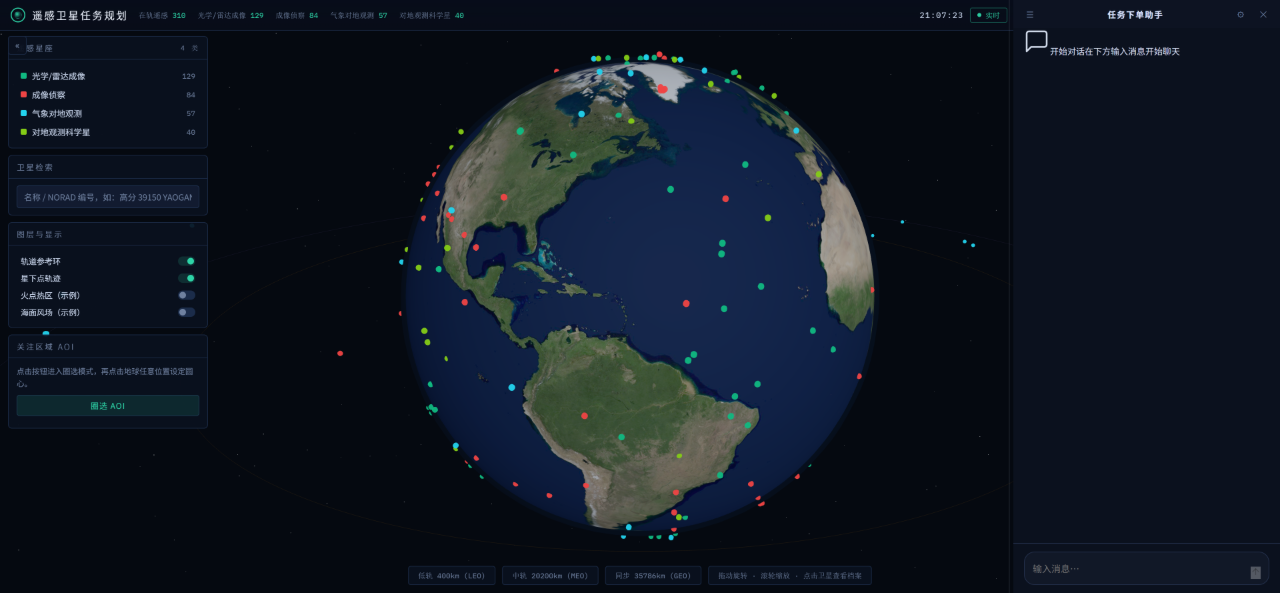 遥感卫星任务规划
在轨遥感 310 光学/雷达成像 129 成像侦察 84 气象对地观测 57 对地观测科学星 40
21:07:23
实时
«
感星座 4 类
光学/雷达成像 129
成像侦察 84
气象对地观测 57
对地观测科学星 40
卫星检索
名称 / NORAD 编号，如：高分 39150 YAOGAN
图层与显示
轨道参考环
星下点轨迹
火点热区（示例）
海面风场（示例）
关注区域 AOI
点击按钮进入圈选模式，再点击地球任意位置设定圆
心。
圈选 AOI
低轨 400km (LEO)
中轨 20200km (MEO)
同步 35786km (GEO)
拖动旋转 · 滚轮缩放 · 点击卫星查看档案
任务下单助手
开始对话在下方输入消息开始聊天
输入消息…